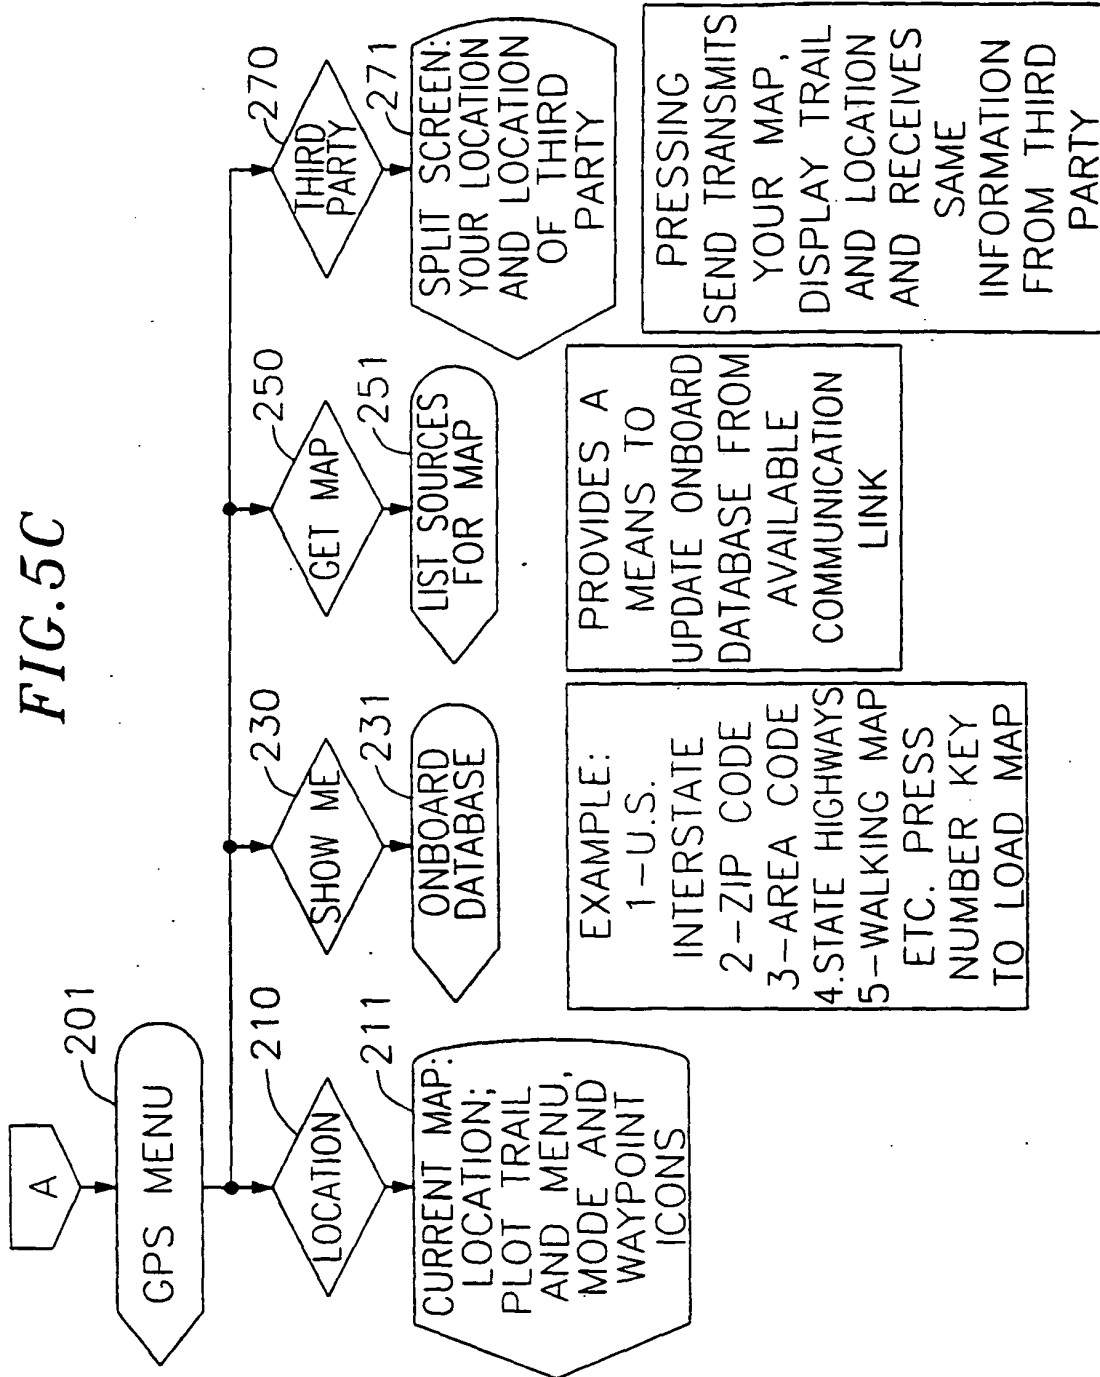 FIG.5C
A
GPS MENU
201
LOCATION
210
CURRENT MAP:
LOCATION;
PLOT TRAIL
AND MENU,
MODE AND
WAYPOINT
ICONS
211
SHOW ME
230
ONBOARD
DATABASE
231
EXAMPLE:
1-U.S.
INTERSTATE
2-ZIP CODE
3-AREA CODE
4.STATE HIGHWAYS
5-WALKING MAP
ETC. PRESS
NUMBER KEY
TO LOAD MAP
GET MAP
250
LIST SOURCES
FOR MAP
251
PROVIDES A
MEANS TO
UPDATE ONBOARD
DATABASE FROM
AVAILABLE
COMMUNICATION
LINK
THIRD
PARTY
270
SPLIT SCREEN:
YOUR LOCATION
AND LOCATION
OF THIRD
PARTY
271
PRESSING
SEND TRANSMITS
YOUR MAP,
DISPLAY TRAIL
AND LOCATION
AND RECEIVES
SAME
INFORMATION
FROM THIRD
PARTY